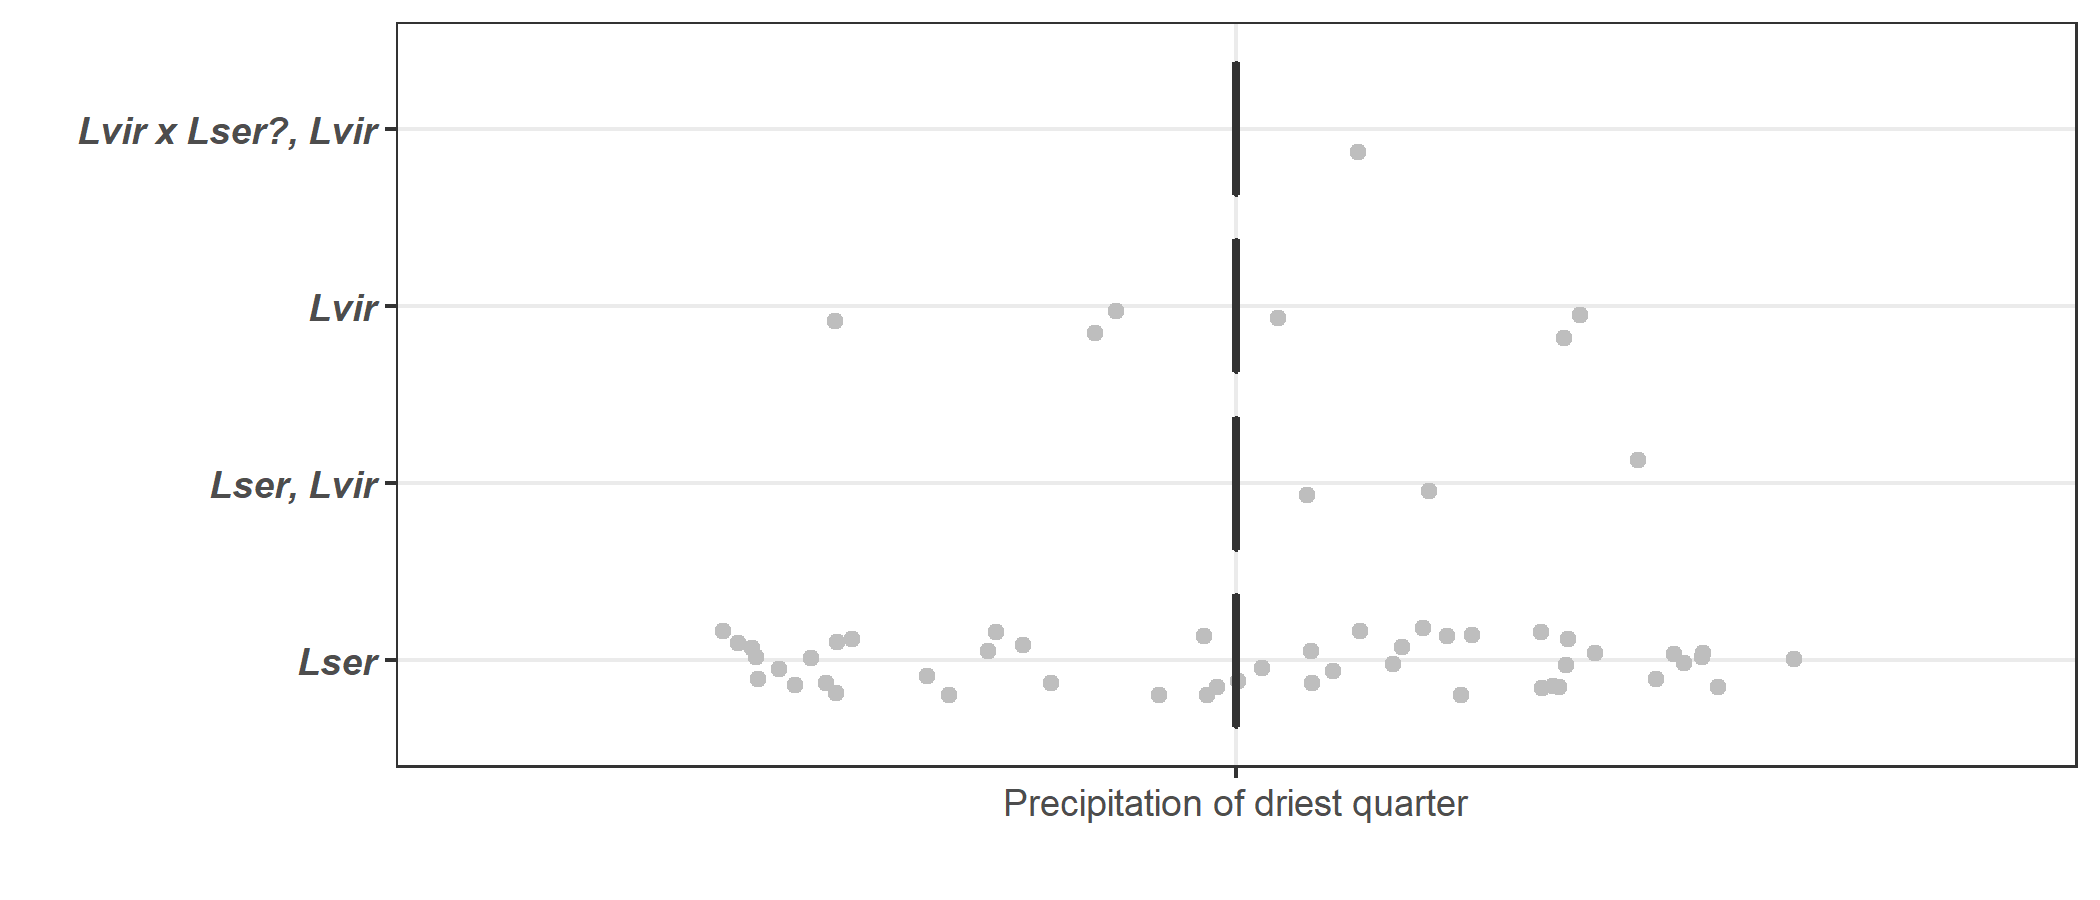 Lvir x Lser?, Lvir
Lvir
Lser, Lvir
Lser
Precipitation of driest quarter